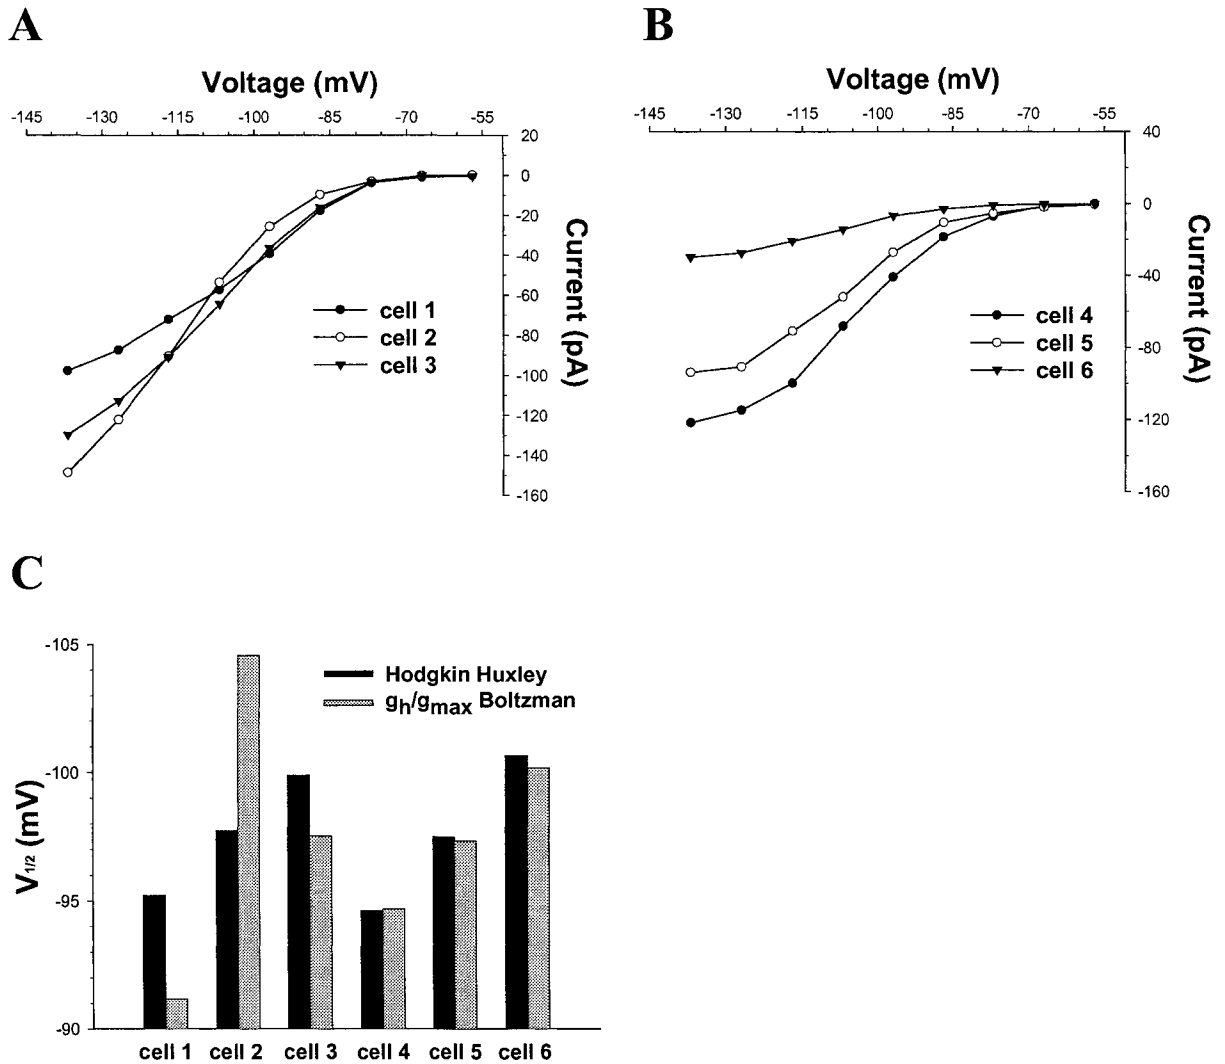 A
B
Voltage (mV)
-145 -130 -115 -100 -85 -70 -55
20
0
-20
-40
-60
-80
-100
-120
-140
-160
Current (pA)
cell 1
cell 2
cell 3
Voltage (mV)
-145 -130 -115 -100 -85 -70 -55
40
0
-40
-80
-120
-160
Current (pA)
cell 4
cell 5
cell 6
C
-105
-100
-95
-90
V1/2 (mV)
Hodgkin Huxley
gh/gmax Boltzman
cell 1 cell 2 cell 3 cell 4 cell 5 cell 6